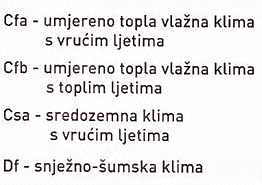 Cfa - umjereno topla vlažna klima
s vrućim ljetima
Cfb - umjereno topla vlažna klima
s toplim ljetima
Csa - sredozemna klima
s vrućim ljetima
Df - snježno-šumska klima